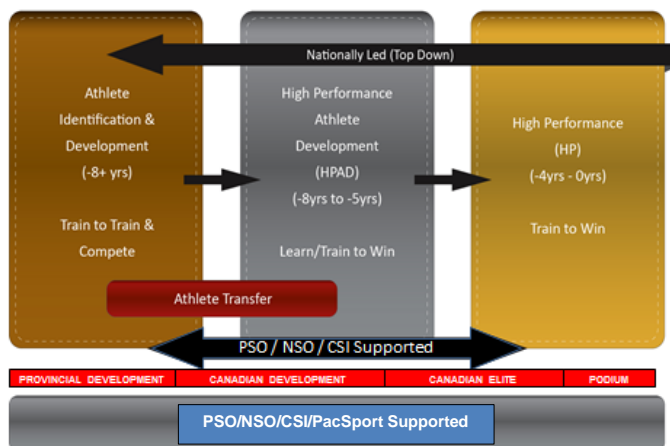 Nationally Led (Top Down)
Athlete
Identification &
Development
(-8+ yrs)
Train to Train &
Compete
High Performance
Athlete
Development
(HPAD)
(-8yrs to -5yrs)
Learn/Train to Win
High Performance
(HP)
(-4yrs - 0yrs)
Train to Win
Athlete Transfer
PSO / NSO / CSI Supported
PROVINCIAL DEVELOPMENT
CANADIAN DEVELOPMENT
CANADIAN ELITE
PODIUM
PSO/NSO/CSI/PacSport Supported